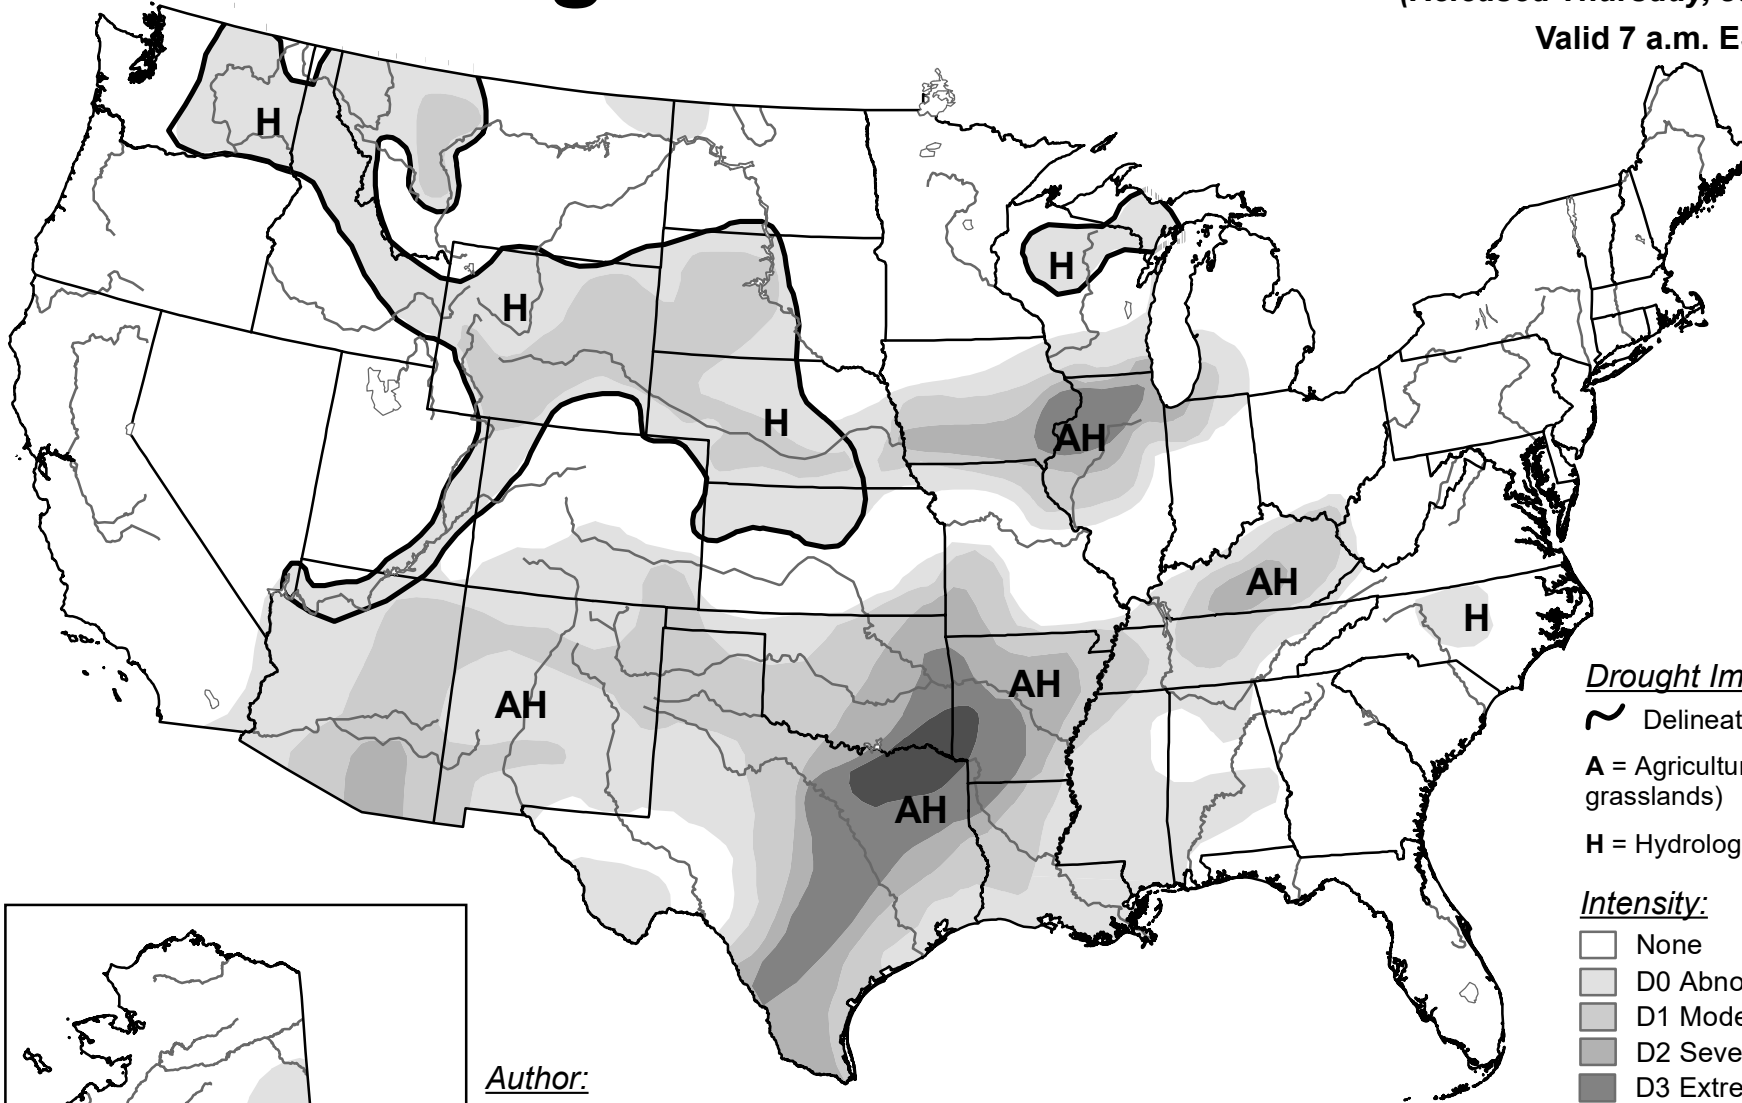 Valid 7 a.m.
H
H
H
H
AH
AH
H
AH
AH
AH
Drought
Delineat
A = Agricultur
grasslands)
H = Hydrolog
Intensity:
None
D0 Abno
D1 Mode
D2 Seve
D3 Extre
Author: